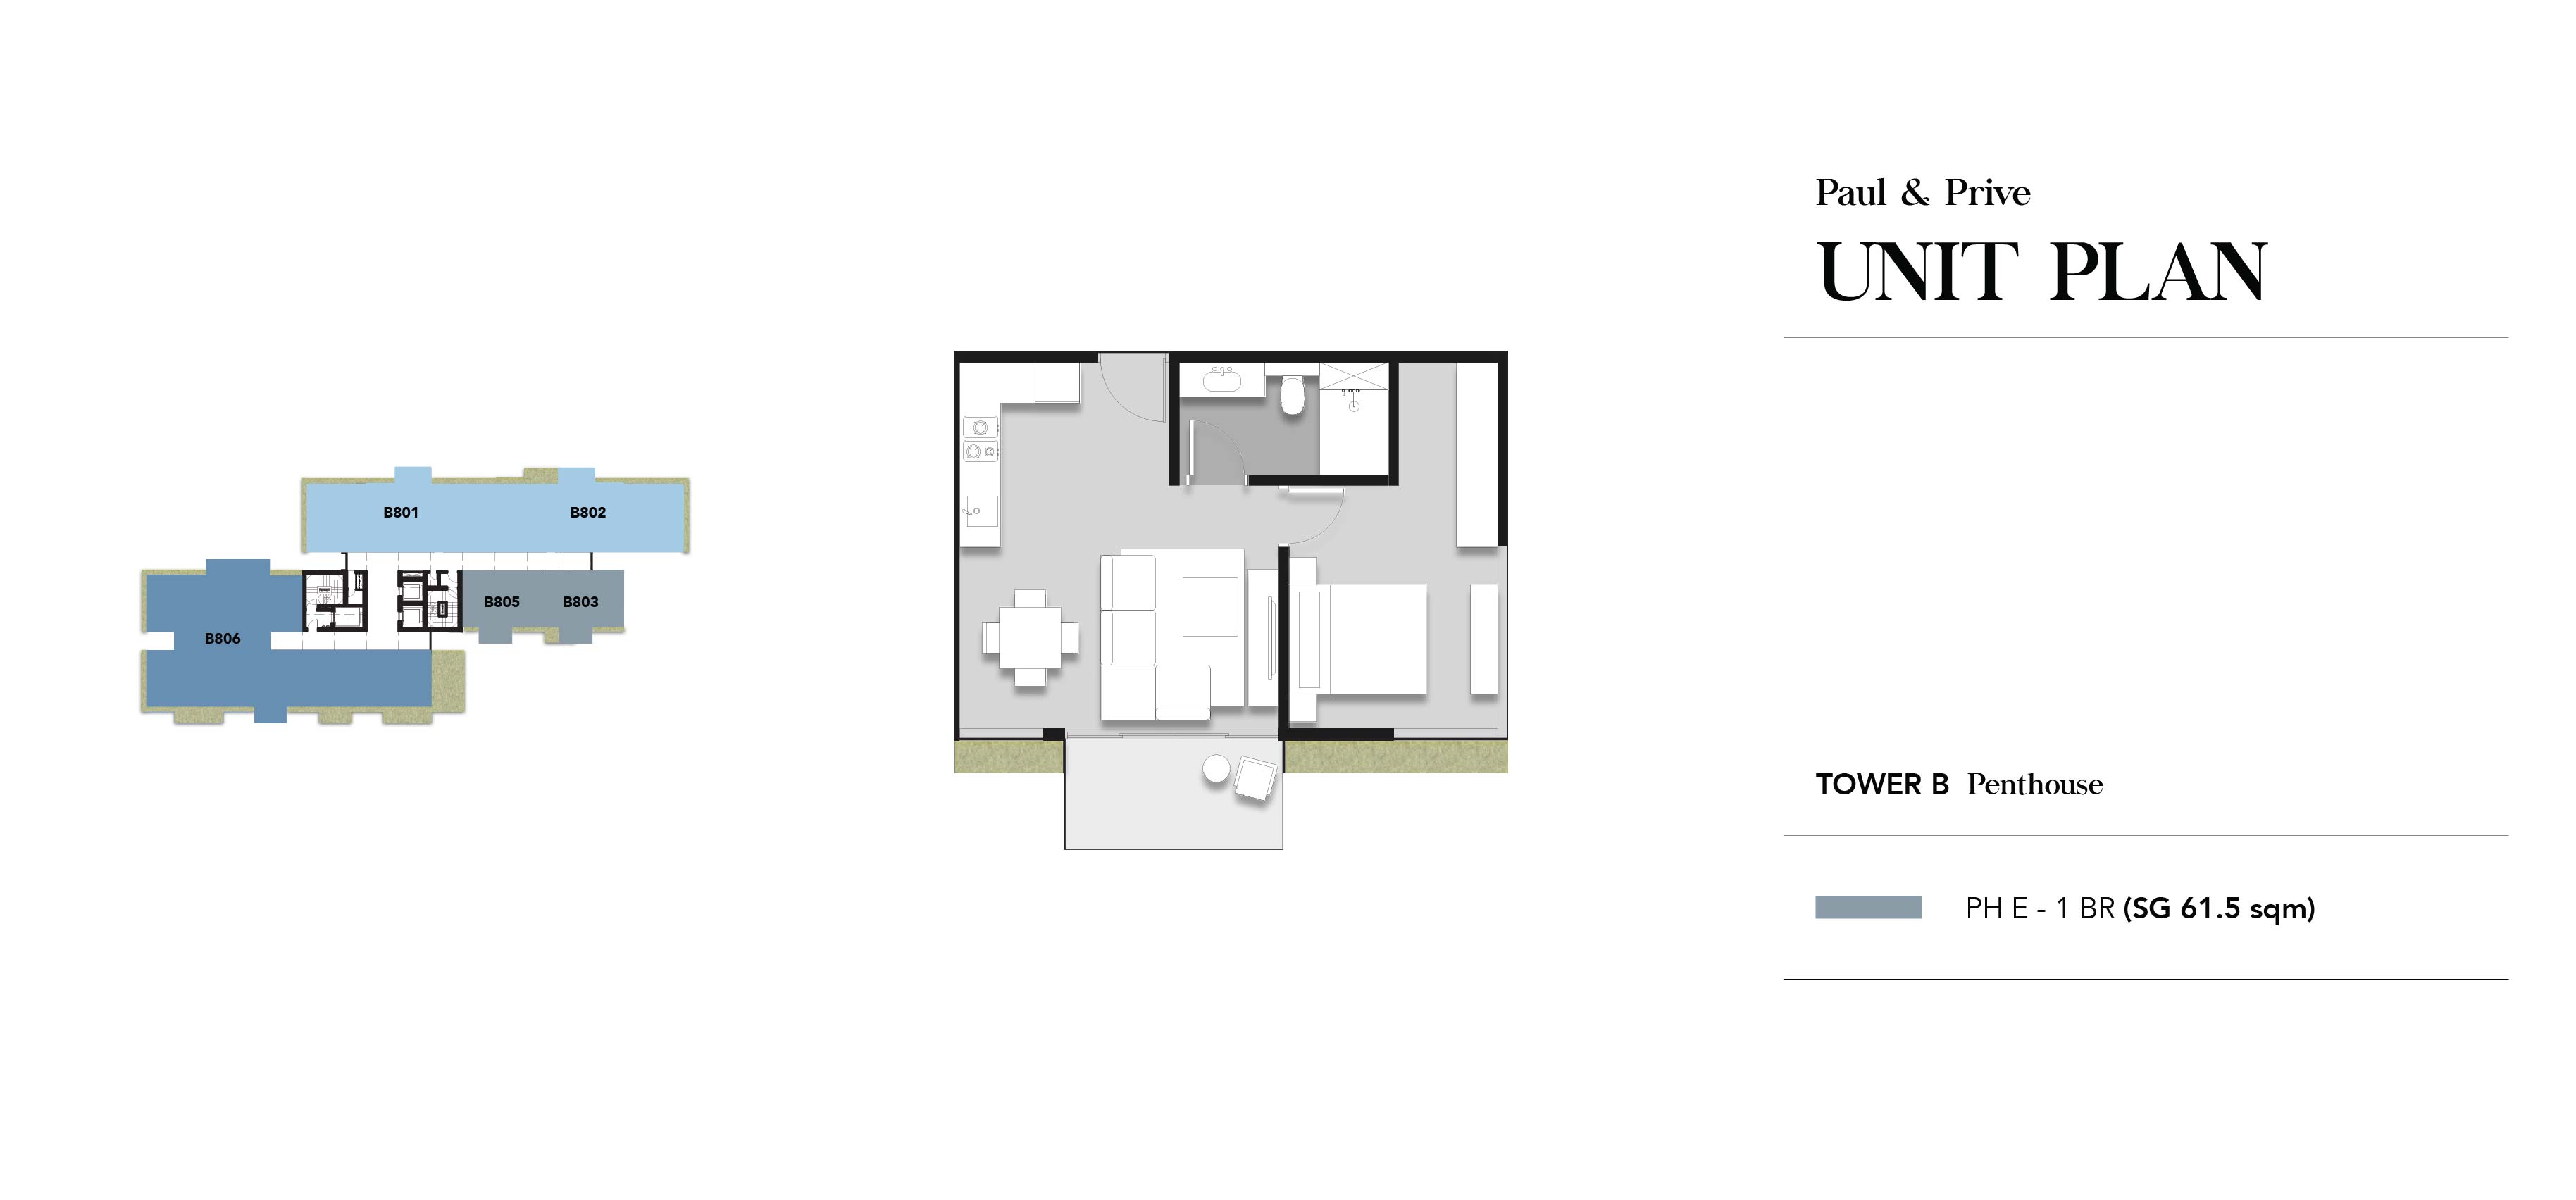 Paul & Prive
UNIT PLAN
B801
B802
B805
B803
B806
TOWER B Penthouse
PH E - 1 BR (SG 61.5 sqm)